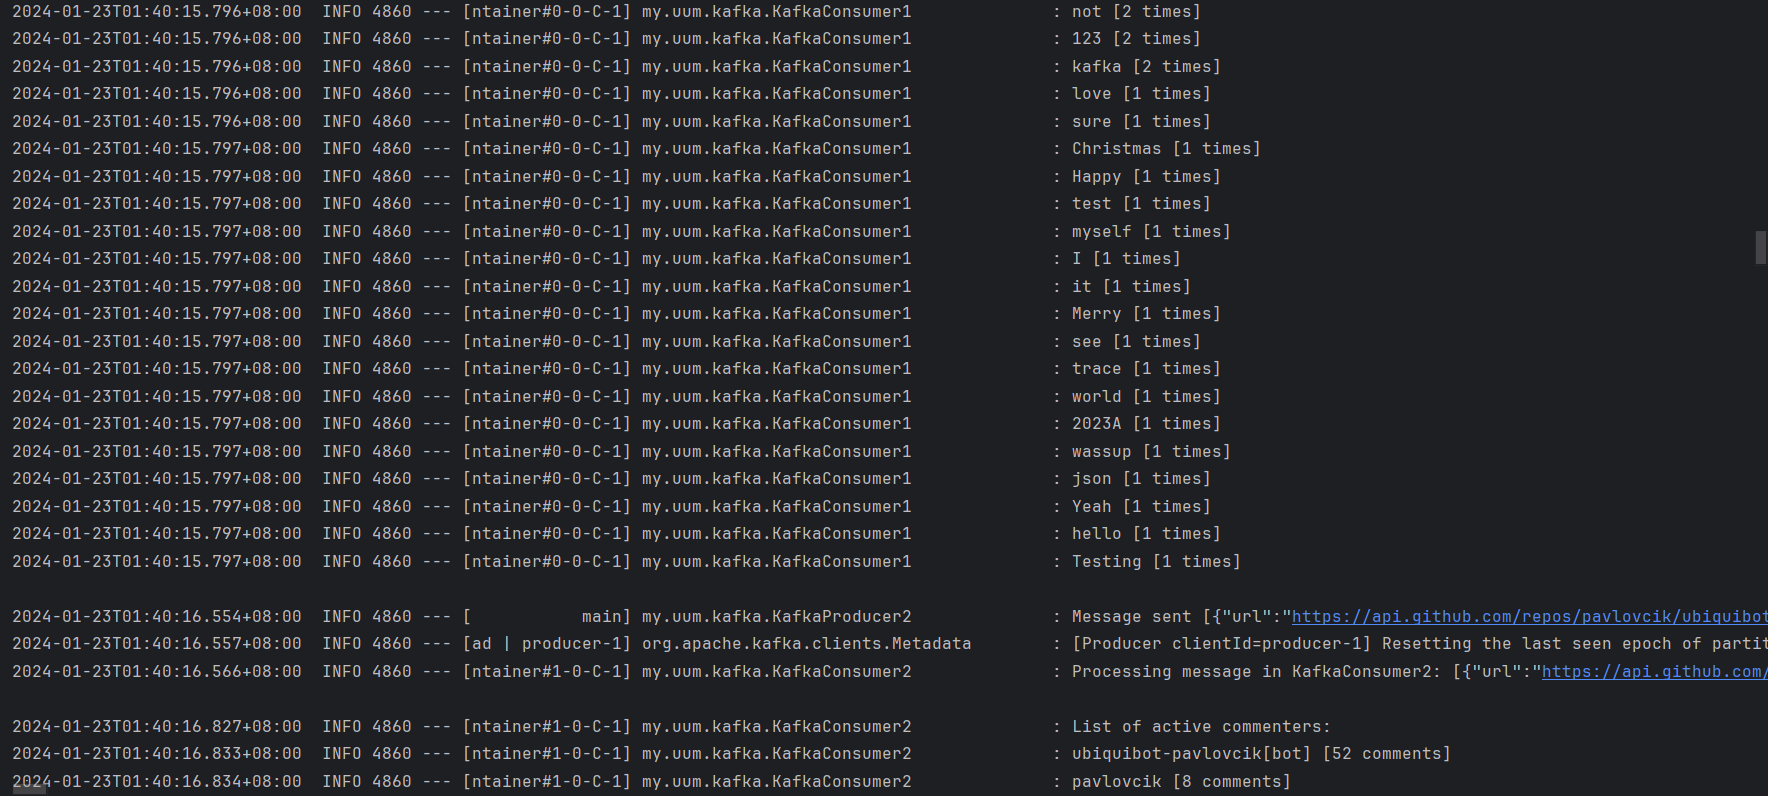 2024-01-23T01:40:15.796+08:00  INFO 4860 --- [ntainer#0-0-C-1] my.uum.kafka.KafkaConsumer1              : not [2 times]
2024-01-23T01:40:15.796+08:00  INFO 4860 --- [ntainer#0-0-C-1] my.uum.kafka.KafkaConsumer1              : 123 [2 times]
2024-01-23T01:40:15.796+08:00  INFO 4860 --- [ntainer#0-0-C-1] my.uum.kafka.KafkaConsumer1              : kafka [2 times]
2024-01-23T01:40:15.796+08:00  INFO 4860 --- [ntainer#0-0-C-1] my.uum.kafka.KafkaConsumer1              : love [1 times]
2024-01-23T01:40:15.796+08:00  INFO 4860 --- [ntainer#0-0-C-1] my.uum.kafka.KafkaConsumer1              : sure [1 times]
2024-01-23T01:40:15.797+08:00  INFO 4860 --- [ntainer#0-0-C-1] my.uum.kafka.KafkaConsumer1              : Christmas [1 times]
2024-01-23T01:40:15.797+08:00  INFO 4860 --- [ntainer#0-0-C-1] my.uum.kafka.KafkaConsumer1              : Happy [1 times]
2024-01-23T01:40:15.797+08:00  INFO 4860 --- [ntainer#0-0-C-1] my.uum.kafka.KafkaConsumer1              : test [1 times]
2024-01-23T01:40:15.797+08:00  INFO 4860 --- [ntainer#0-0-C-1] my.uum.kafka.KafkaConsumer1              : myself [1 times]
2024-01-23T01:40:15.797+08:00  INFO 4860 --- [ntainer#0-0-C-1] my.uum.kafka.KafkaConsumer1              : I [1 times]
2024-01-23T01:40:15.797+08:00  INFO 4860 --- [ntainer#0-0-C-1] my.uum.kafka.KafkaConsumer1              : it [1 times]
2024-01-23T01:40:15.797+08:00  INFO 4860 --- [ntainer#0-0-C-1] my.uum.kafka.KafkaConsumer1              : Merry [1 times]
2024-01-23T01:40:15.797+08:00  INFO 4860 --- [ntainer#0-0-C-1] my.uum.kafka.KafkaConsumer1              : see [1 times]
2024-01-23T01:40:15.797+08:00  INFO 4860 --- [ntainer#0-0-C-1] my.uum.kafka.KafkaConsumer1              : trace [1 times]
2024-01-23T01:40:15.797+08:00  INFO 4860 --- [ntainer#0-0-C-1] my.uum.kafka.KafkaConsumer1              : world [1 times]
2024-01-23T01:40:15.797+08:00  INFO 4860 --- [ntainer#0-0-C-1] my.uum.kafka.KafkaConsumer1              : 2023A [1 times]
2024-01-23T01:40:15.797+08:00  INFO 4860 --- [ntainer#0-0-C-1] my.uum.kafka.KafkaConsumer1              : wassup [1 times]
2024-01-23T01:40:15.797+08:00  INFO 4860 --- [ntainer#0-0-C-1] my.uum.kafka.KafkaConsumer1              : json [1 times]
2024-01-23T01:40:15.797+08:00  INFO 4860 --- [ntainer#0-0-C-1] my.uum.kafka.KafkaConsumer1              : Yeah [1 times]
2024-01-23T01:40:15.797+08:00  INFO 4860 --- [ntainer#0-0-C-1] my.uum.kafka.KafkaConsumer1              : hello [1 times]
2024-01-23T01:40:15.797+08:00  INFO 4860 --- [ntainer#0-0-C-1] my.uum.kafka.KafkaConsumer1              : Testing [1 times]
2024-01-23T01:40:16.554+08:00  INFO 4860 --- [           main] my.uum.kafka.KafkaProducer2              : Message sent [{"url":"https://api.github.com/repos/pavlovcik/ubiquibot
2024-01-23T01:40:16.557+08:00  INFO 4860 --- [ad | producer-1] org.apache.kafka.clients.Metadata        : [Producer clientId=producer-1] Resetting the last seen epoch of partit
2024-01-23T01:40:16.566+08:00  INFO 4860 --- [ntainer#1-0-C-1] my.uum.kafka.KafkaConsumer2              : Processing message in KafkaConsumer2: [{"url":"https://api.github.com/
2024-01-23T01:40:16.827+08:00  INFO 4860 --- [ntainer#1-0-C-1] my.uum.kafka.KafkaConsumer2              : List of active commenters:
2024-01-23T01:40:16.833+08:00  INFO 4860 --- [ntainer#1-0-C-1] my.uum.kafka.KafkaConsumer2              : ubiquibot-pavlovcik[bot] [52 comments]
2024-01-23T01:40:16.834+08:00  INFO 4860 --- [ntainer#1-0-C-1] my.uum.kafka.KafkaConsumer2              : pavlovcik [8 comments]